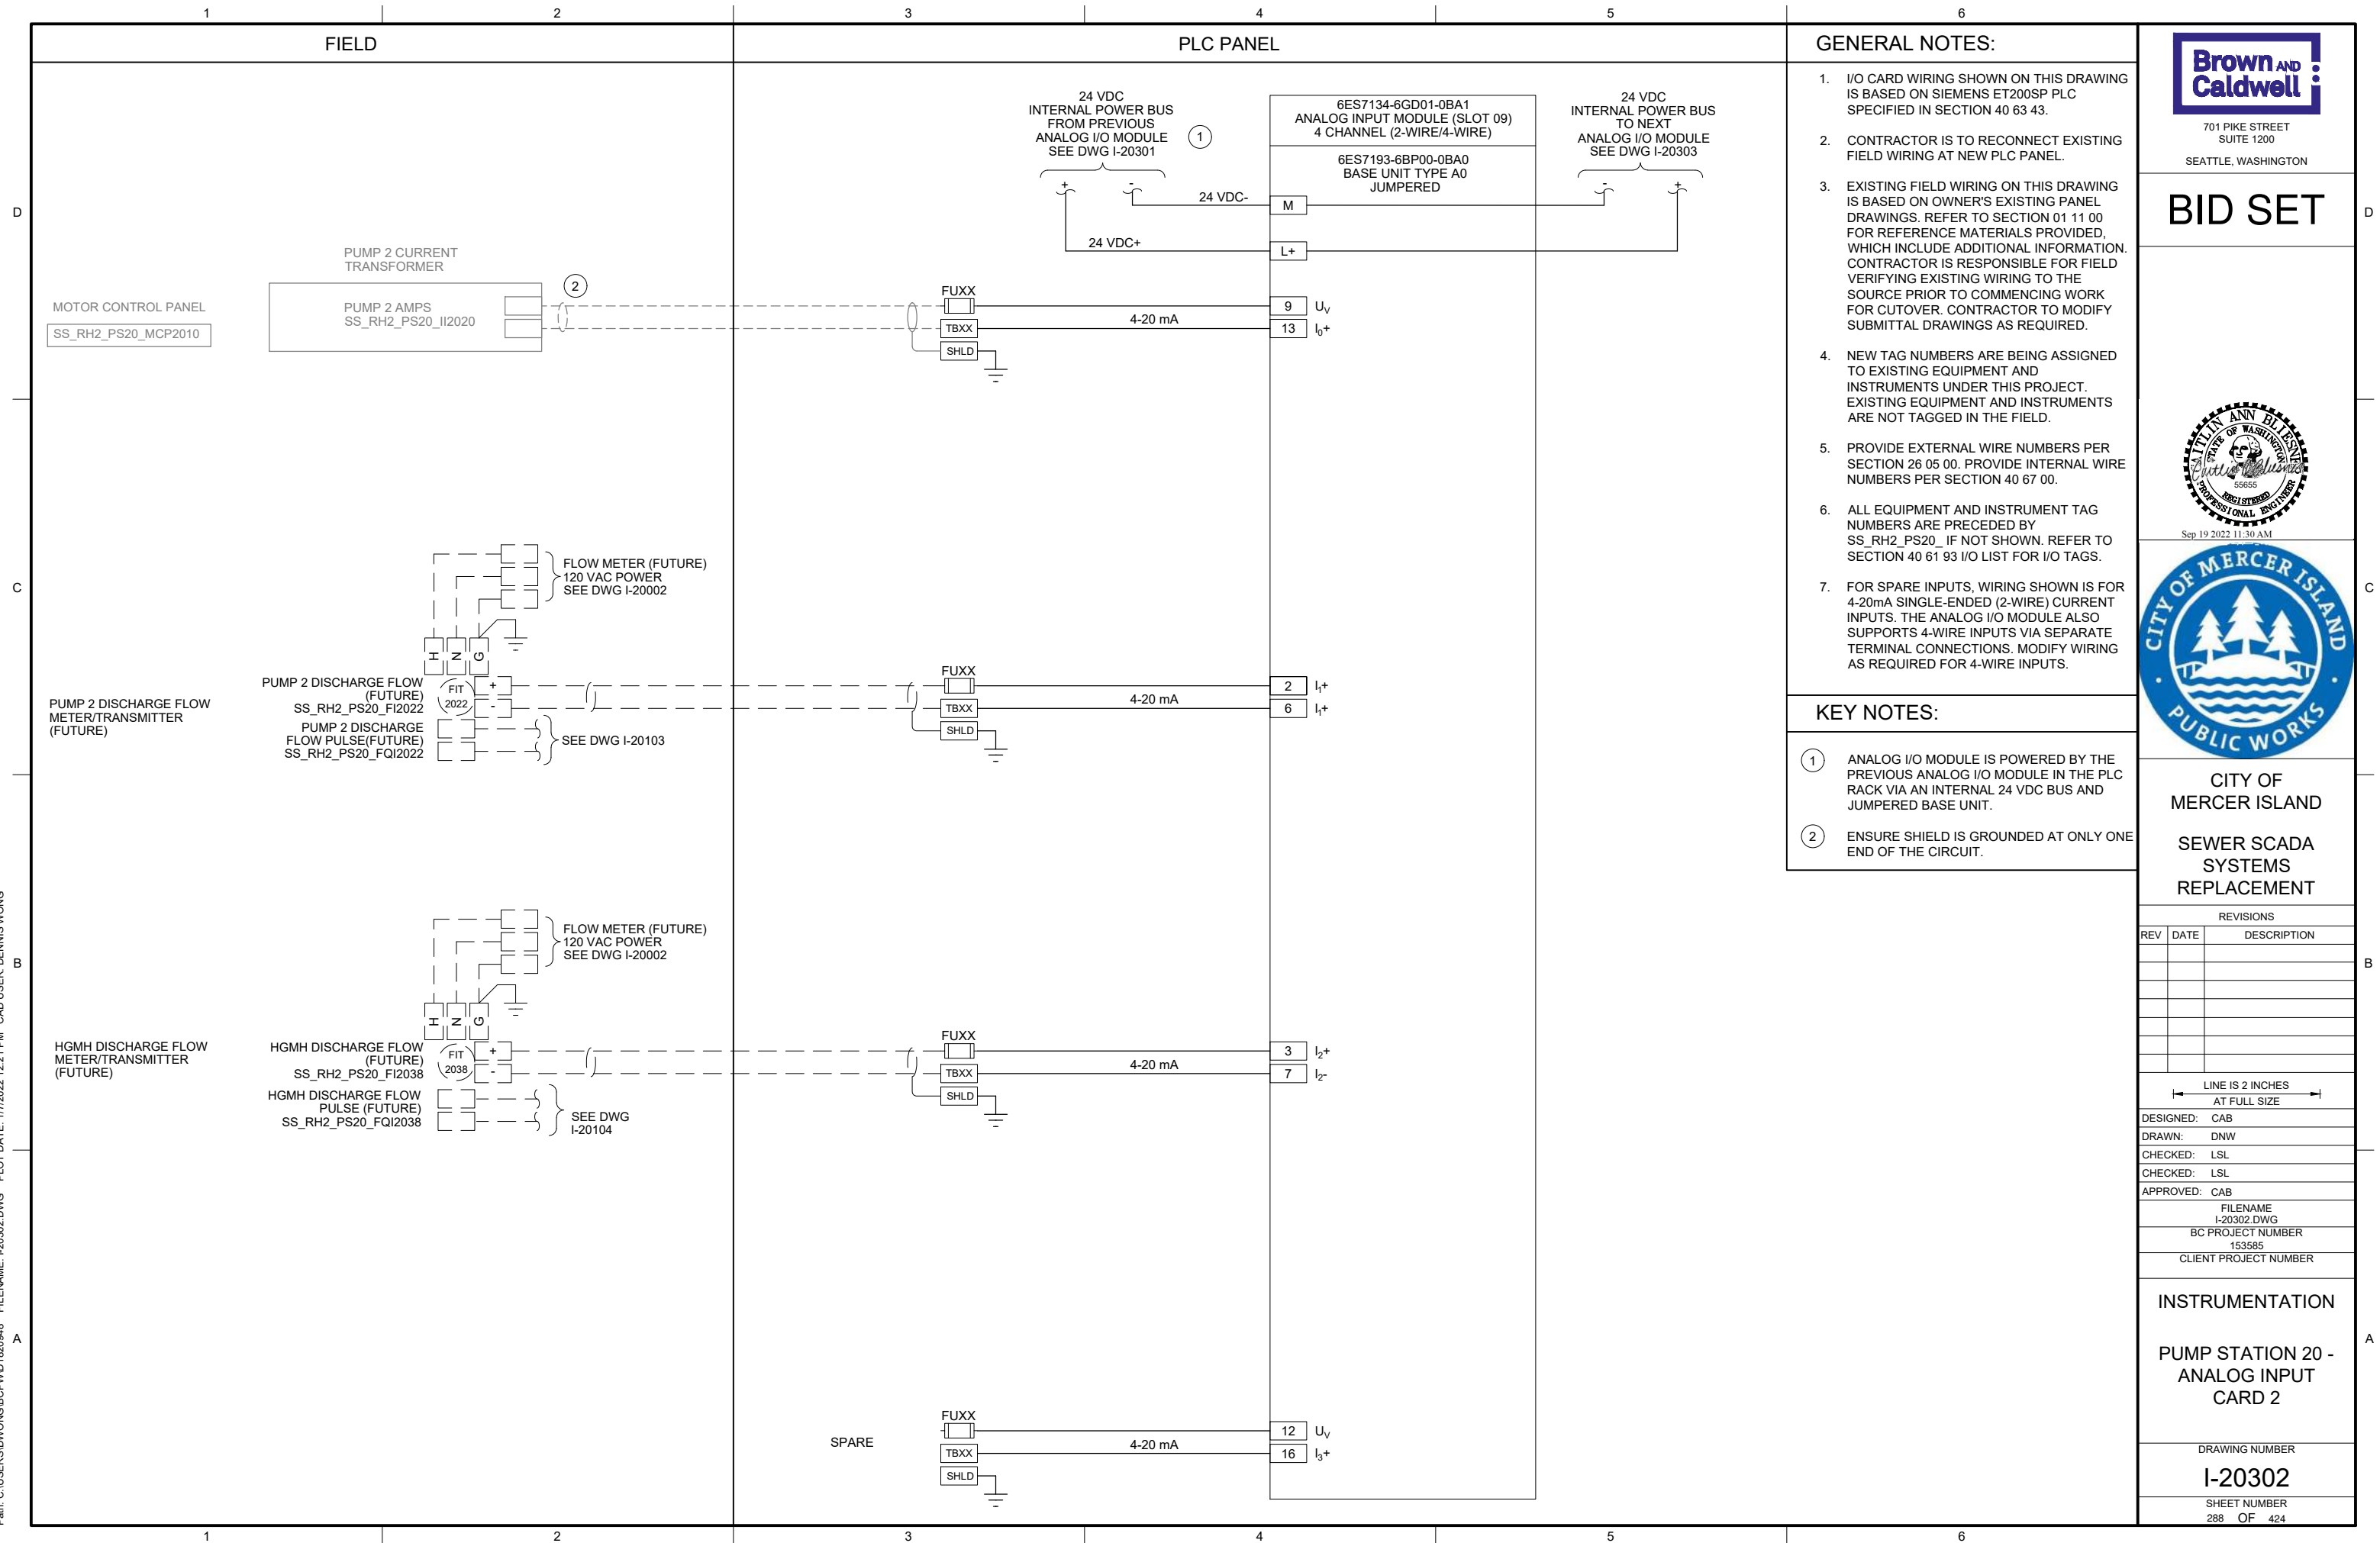 1 2 3 4 5 6
FIELD
PLC PANEL
24 VDC
INTERNAL POWER BUS
FROM PREVIOUS
ANALOG I/O MODULE
SEE DWG I-20301
1
6ES7134-6GD01-0BA1
ANALOG INPUT MODULE (SLOT 09)
4 CHANNEL (2-WIRE/4-WIRE)
6ES7193-6BP00-0BA0
BASE UNIT TYPE A0
JUMPERED
24 VDC
INTERNAL POWER BUS
TO NEXT
ANALOG I/O MODULE
SEE DWG I-20303
+ - - +
24 VDC- M
24 VDC+ L+
D D
C C
B B
A A
MOTOR CONTROL PANEL
SS_RH2_PS20_MCP2010
PUMP 2 CURRENT
TRANSFORMER
PUMP 2 AMPS
SS_RH2_PS20_II2020
2
FUXX
TBXX
SHLD
4-20 mA
9 Uv
13 I0+
FLOW METER (FUTURE)
120 VAC POWER
SEE DWG I-20002
H N G
PUMP 2 DISCHARGE FLOW
METER/TRANSMITTER
(FUTURE)
PUMP 2 DISCHARGE FLOW
(FUTURE)
SS_RH2_PS20_FI2022
FIT
2022
+
-
PUMP 2 DISCHARGE
FLOW PULSE(FUTURE)
SS_RH2_PS20_FQI2022
SEE DWG I-20103
FUXX
TBXX
SHLD
4-20 mA
2 I1+
6 I1+
FLOW METER (FUTURE)
120 VAC POWER
SEE DWG I-20002
H N G
HGMH DISCHARGE FLOW
METER/TRANSMITTER
(FUTURE)
HGMH DISCHARGE FLOW
(FUTURE)
SS_RH2_PS20_FI2038
FIT
2038
+
-
HGMH DISCHARGE FLOW
PULSE (FUTURE)
SS_RH2_PS20_FQI2038
SEE DWG
I-20104
FUXX
TBXX
SHLD
4-20 mA
3 I2+
7 I2-
SPARE
FUXX
TBXX
SHLD
4-20 mA
12 Uv
16 I3+
GENERAL NOTES:
1. I/O CARD WIRING SHOWN ON THIS DRAWING
IS BASED ON SIEMENS ET200SP PLC
SPECIFIED IN SECTION 40 63 43.
2. CONTRACTOR IS TO RECONNECT EXISTING
FIELD WIRING AT NEW PLC PANEL.
3. EXISTING FIELD WIRING ON THIS DRAWING
IS BASED ON OWNER'S EXISTING PANEL
DRAWINGS. REFER TO SECTION 01 11 00
FOR REFERENCE MATERIALS PROVIDED,
WHICH INCLUDE ADDITIONAL INFORMATION.
CONTRACTOR IS RESPONSIBLE FOR FIELD
VERIFYING EXISTING WIRING TO THE
SOURCE PRIOR TO COMMENCING WORK
FOR CUTOVER. CONTRACTOR TO MODIFY
SUBMITTAL DRAWINGS AS REQUIRED.
4. NEW TAG NUMBERS ARE BEING ASSIGNED
TO EXISTING EQUIPMENT AND
INSTRUMENTS UNDER THIS PROJECT.
EXISTING EQUIPMENT AND INSTRUMENTS
ARE NOT TAGGED IN THE FIELD.
5. PROVIDE EXTERNAL WIRE NUMBERS PER
SECTION 26 05 00. PROVIDE INTERNAL WIRE
NUMBERS PER SECTION 40 67 00.
6. ALL EQUIPMENT AND INSTRUMENT TAG
NUMBERS ARE PRECEDED BY
SS_RH2_PS20_ IF NOT SHOWN. REFER TO
SECTION 40 61 93 I/O LIST FOR I/O TAGS.
7. FOR SPARE INPUTS, WIRING SHOWN IS FOR
4-20mA SINGLE-ENDED (2-WIRE) CURRENT
INPUTS. THE ANALOG I/O MODULE ALSO
SUPPORTS 4-WIRE INPUTS VIA SEPARATE
TERMINAL CONNECTIONS. MODIFY WIRING
AS REQUIRED FOR 4-WIRE INPUTS.
KEY NOTES:
1 ANALOG I/O MODULE IS POWERED BY THE
PREVIOUS ANALOG I/O MODULE IN THE PLC
RACK VIA AN INTERNAL 24 VDC BUS AND
JUMPERED BASE UNIT.
2 ENSURE SHIELD IS GROUNDED AT ONLY ONE
END OF THE CIRCUIT.
Brown AND
Caldwell
701 PIKE STREET
SUITE 1200
SEATTLE, WASHINGTON
BID SET
CAITLIN ANN BLIESNER
STATE OF WASHINGTON
55655
REGISTERED
PROFESSIONAL ENGINEER
Sep 19 2022 11:30 AM
CITY OF MERCER ISLAND
PUBLIC WORKS
CITY OF
MERCER ISLAND
SEWER SCADA
SYSTEMS
REPLACEMENT
REVISIONS
REV DATE DESCRIPTION
LINE IS 2 INCHES
AT FULL SIZE
DESIGNED: CAB
DRAWN: DNW
CHECKED: LSL
CHECKED: LSL
APPROVED: CAB
FILENAME
I-20302.DWG
BC PROJECT NUMBER
153585
CLIENT PROJECT NUMBER
INSTRUMENTATION
PUMP STATION 20 -
ANALOG INPUT
CARD 2
DRAWING NUMBER
I-20302
SHEET NUMBER
288 OF 424
1 2 3 4 5 6